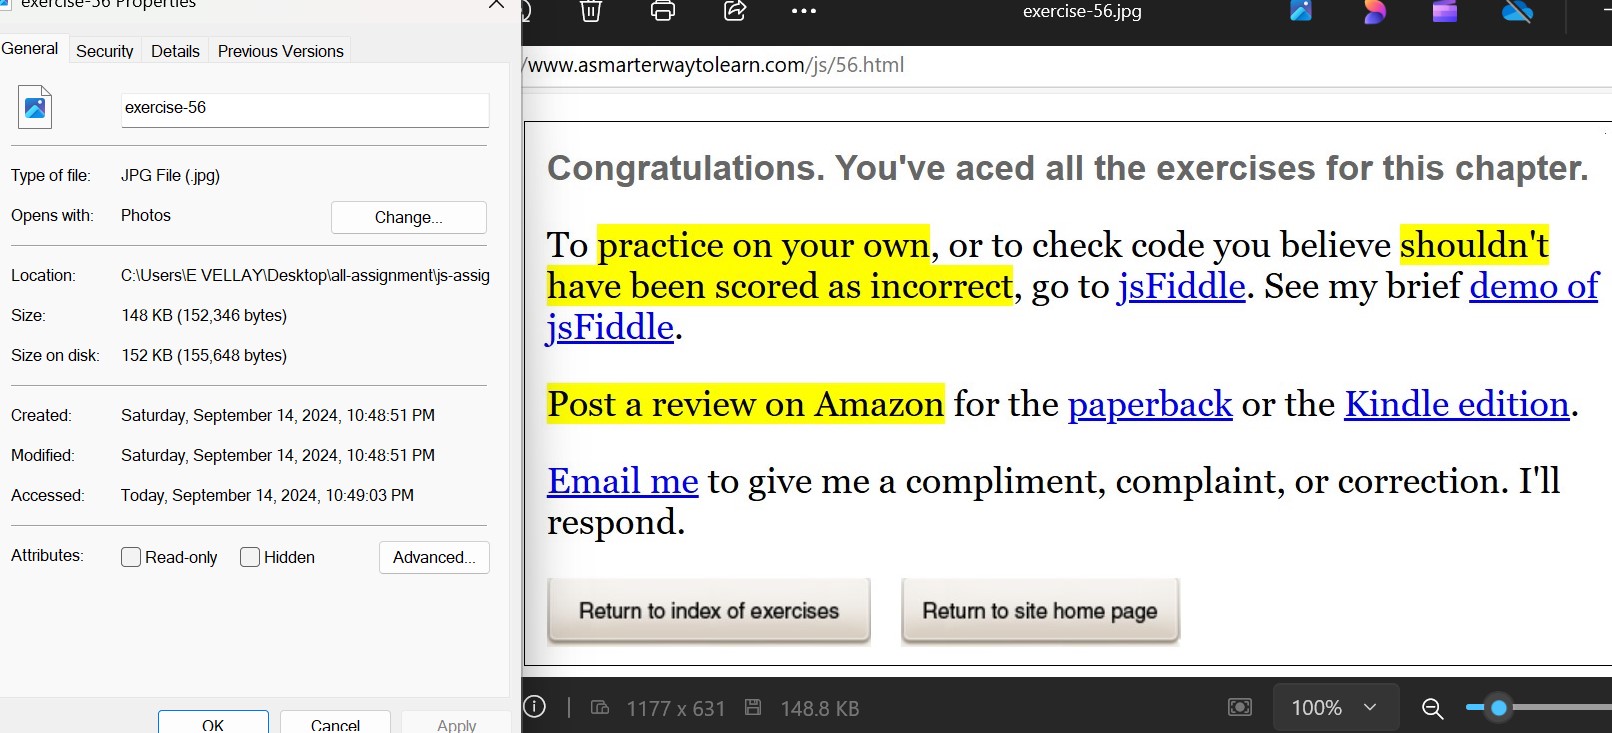 exercise-56 Properties
General Security Details Previous Versions
exercise-56
Type of file: JPG File (.jpg)
Opens with: Photos Change...
Location: C:\Users\E VELLAY\Desktop\all-assignment\js-assig
Size: 148 KB (152,346 bytes)
Size on disk: 152 KB (155,648 bytes)
Created: Saturday, September 14, 2024, 10:48:51 PM
Modified: Saturday, September 14, 2024, 10:48:51 PM
Accessed: Today, September 14, 2024, 10:49:03 PM
Attributes: Read-only Hidden Advanced...
OK Cancel Apply
exercise-56.jpg
/www.asmarterwaytolearn.com/js/56.html
Congratulations. You've aced all the exercises for this chapter.
To practice on your own, or to check code you believe shouldn't
have been scored as incorrect, go to jsFiddle. See my brief demo of
jsFiddle.
Post a review on Amazon for the paperback or the Kindle edition.
Email me to give me a compliment, complaint, or correction. I'll
respond.
Return to index of exercises Return to site home page
1177 x 631 148.8 KB 100%